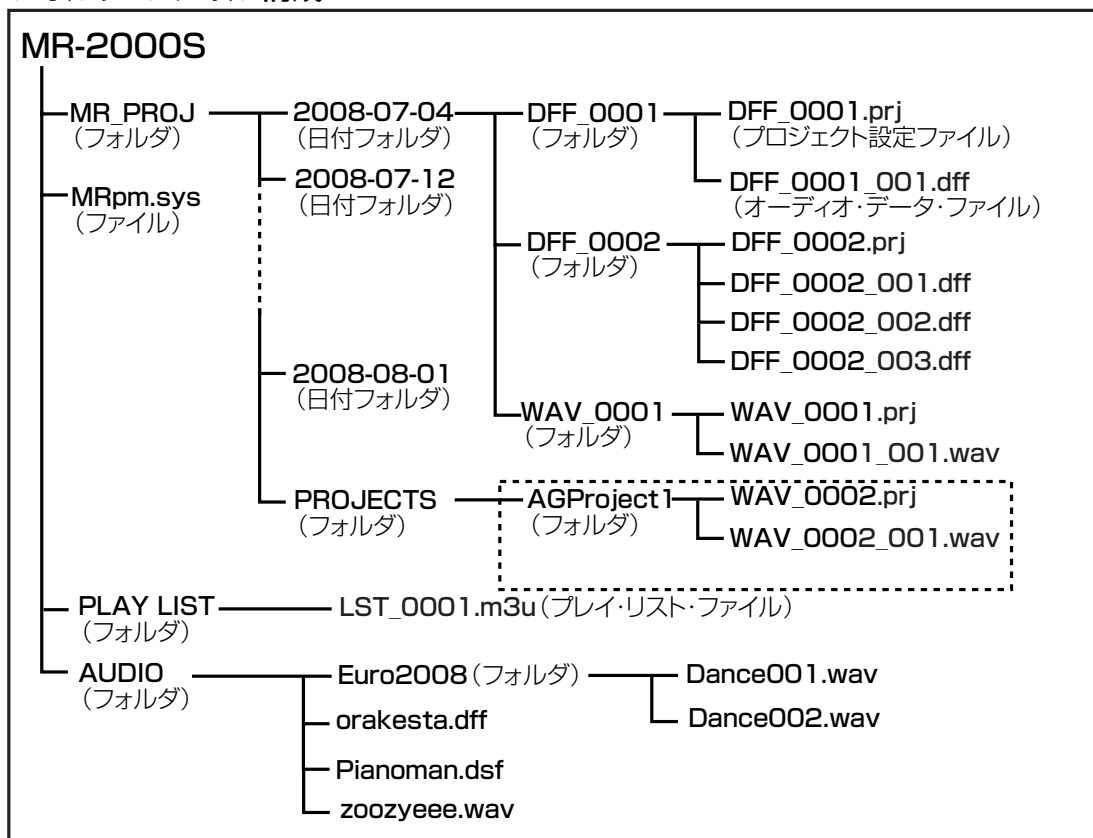 MR-2000S
MR_PROJ
（フォルダ）
2008-07-04
（日付フォルダ）
DFF_0001
（フォルダ）
DFF_0001.prj
（プロジェクト設定ファイル）
DFF_0001_001.dff
（オーディオ・データ・ファイル）
MRpm.sys
（ファイル）
2008-07-12
（日付フォルダ）
DFF_0002
（フォルダ）
DFF_0002.prj
DFF_0002_001.dff
DFF_0002_002.dff
DFF_0002_003.dff
2008-08-01
（日付フォルダ）
WAV_0001
（フォルダ）
WAV_0001.prj
WAV_0001_001.wav
PROJECTS
（フォルダ）
AGProject1
（フォルダ）
WAV_0002.prj
WAV_0002_001.wav
PLAY LIST
（フォルダ）
LST_0001.m3u（プレイ・リスト・ファイル）
AUDIO
（フォルダ）
Euro2008（フォルダ）
Dance001.wav
Dance002.wav
orakesta.dff
Pianoman.dsf
zoozyeee.wav